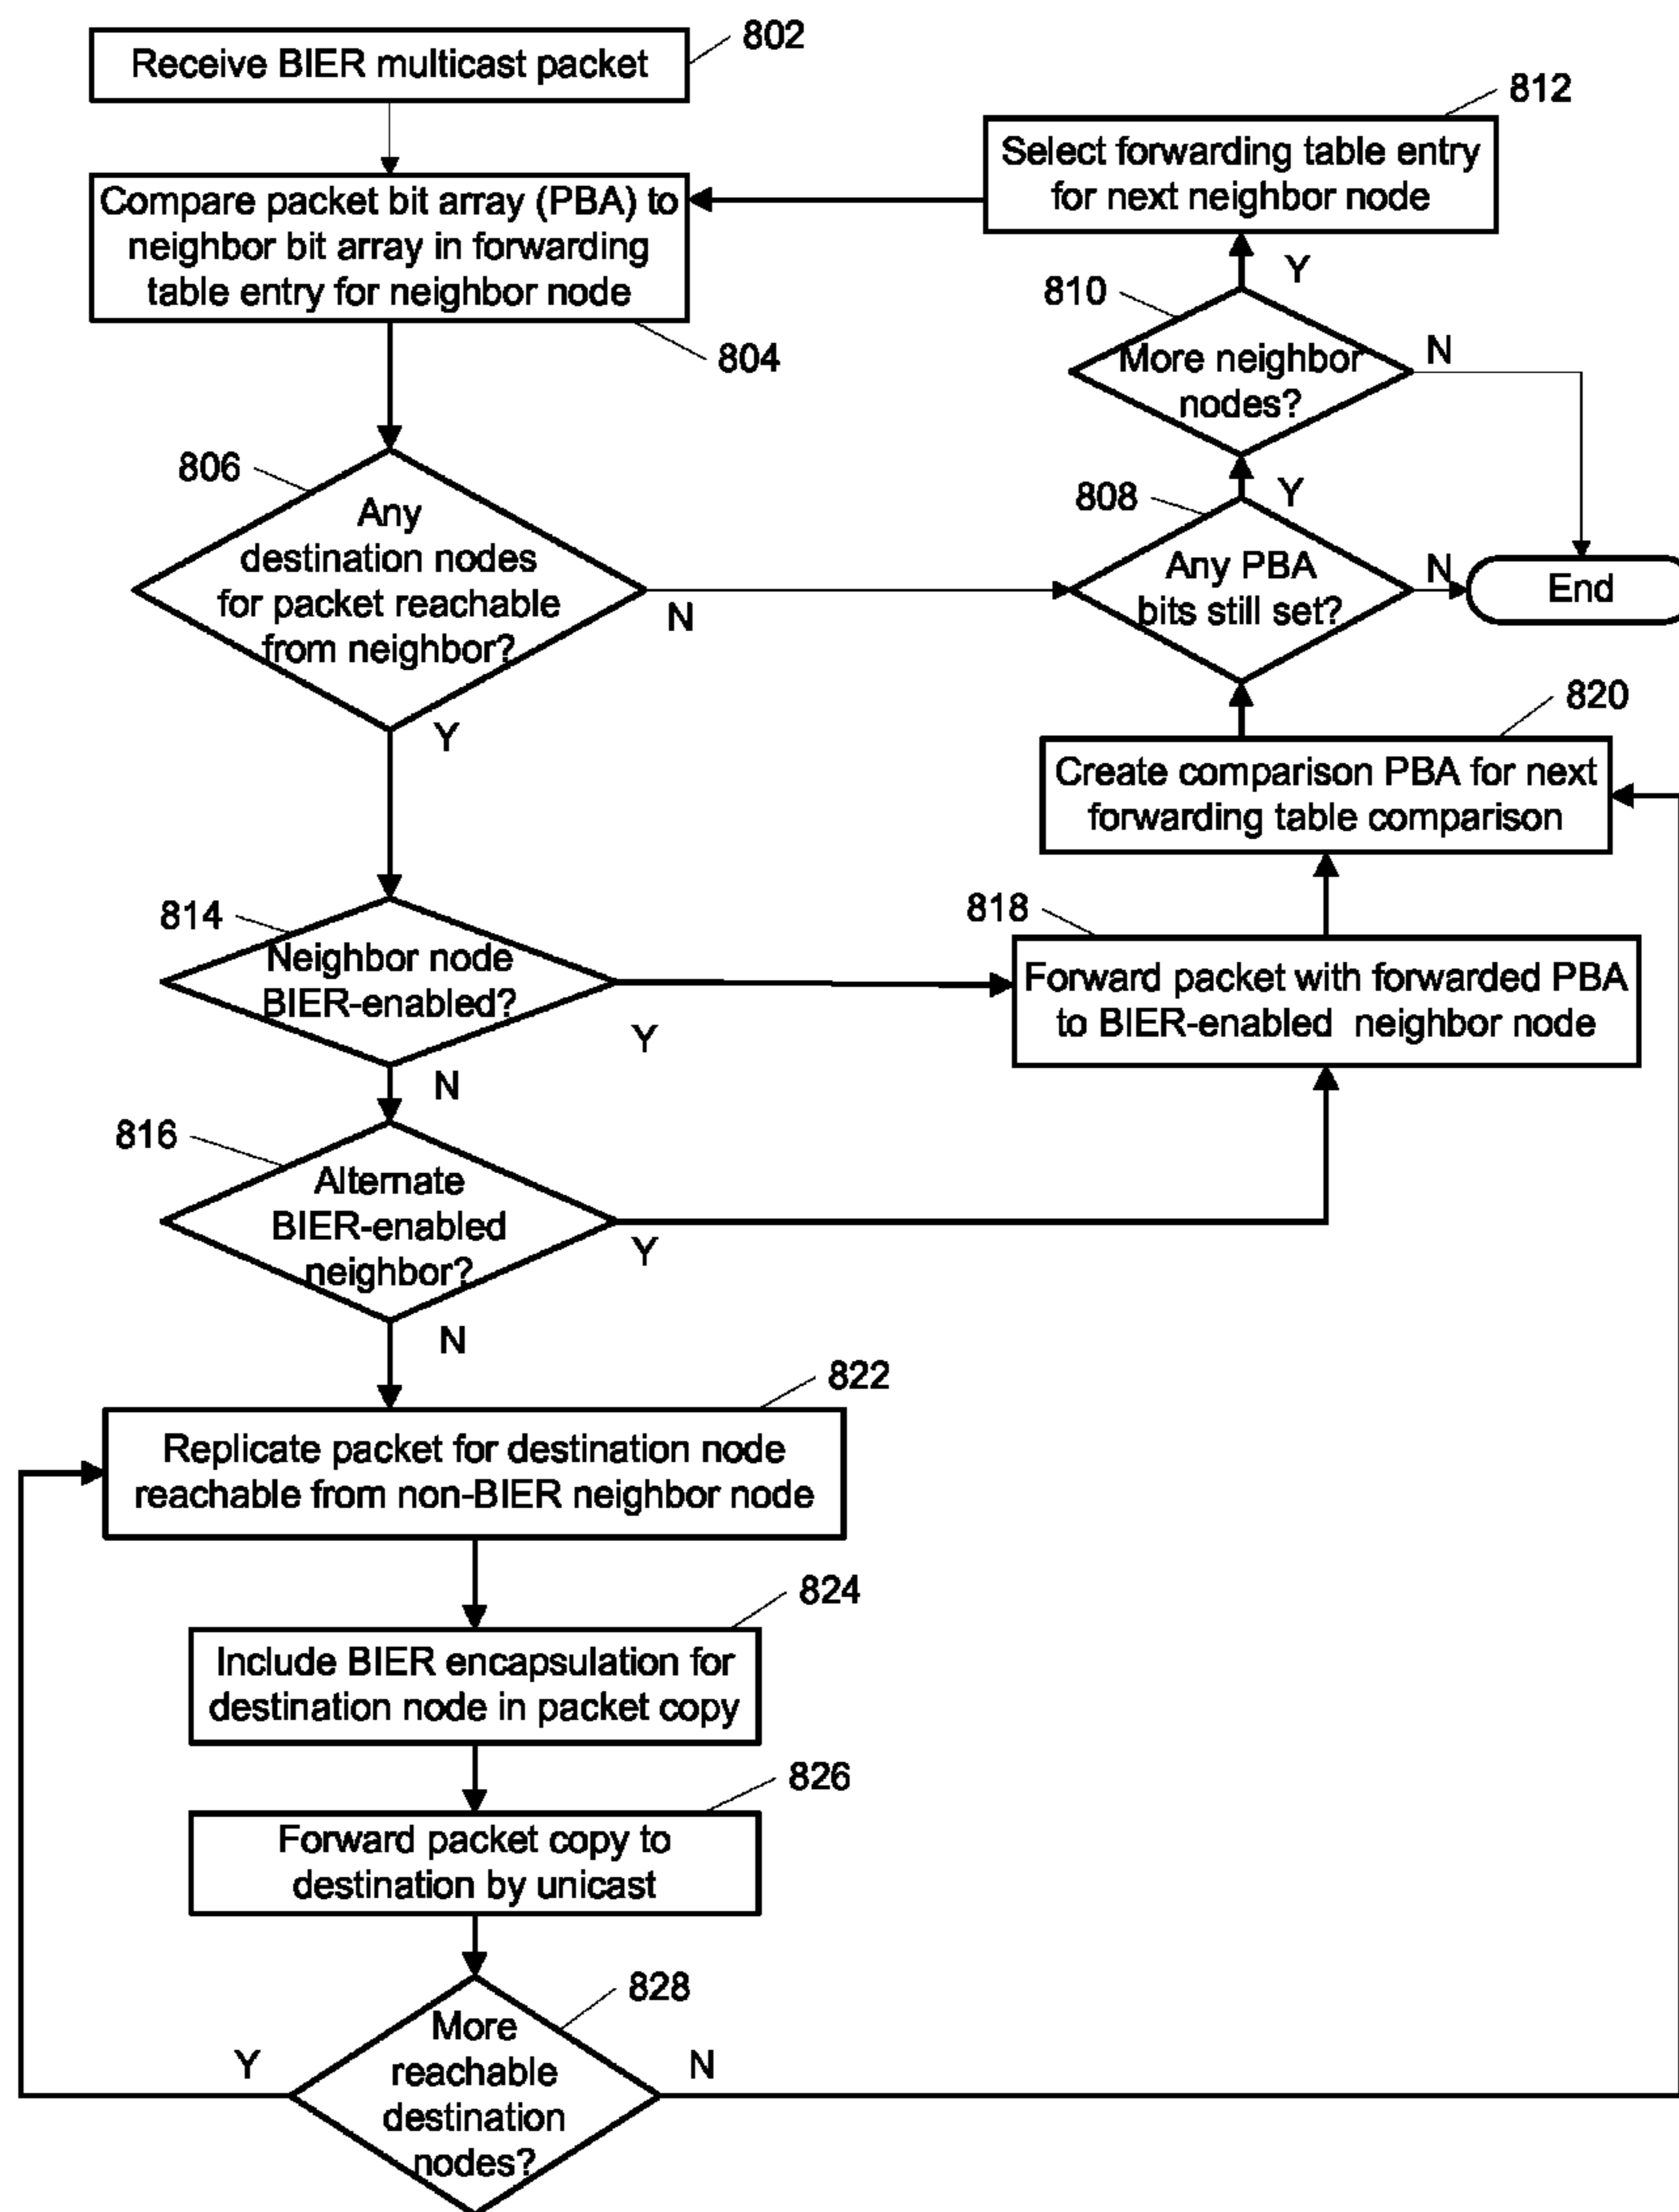 802
Receive BIER multicast packet
812
Select forwarding table entry
for next neighbor node
Compare packet bit array (PBA) to
neighbor bit array in forwarding
table entry for neighbor node
804
Y
810
More neighbor
nodes?
N
806
Any
destination nodes
for packet reachable
from neighbor?
N
Y
Y
808
Any PBA
bits still set?
N
End
820
Create comparison PBA for next
forwarding table comparison
814
Neighbor node
BIER-enabled?
Y
N
818
Forward packet with forwarded PBA
to BIER-enabled neighbor node
816
Alternate
BIER-enabled
neighbor?
Y
N
822
Replicate packet for destination node
reachable from non-BIER neighbor node
824
Include BIER encapsulation for
destination node in packet copy
826
Forward packet copy to
destination by unicast
828
More
reachable
destination
nodes?
Y
N